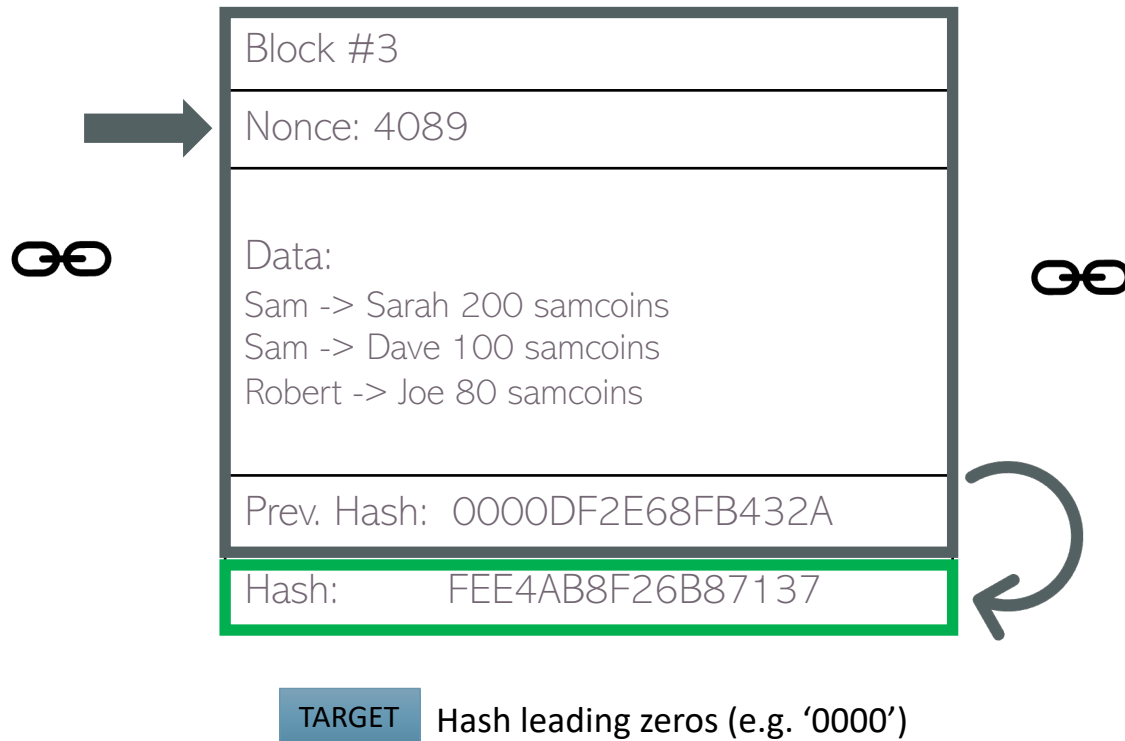 Block #3
Nonce: 4089
Data:
Sam -> Sarah 200 samcoins
Sam -> Dave 100 samcoins
Robert -> Joe 80 samcoins
Prev. Hash: 0000DF2E68FB432A
Hash: FEE4AB8F26B87137
TARGET Hash leading zeros (e.g. ‘0000’)